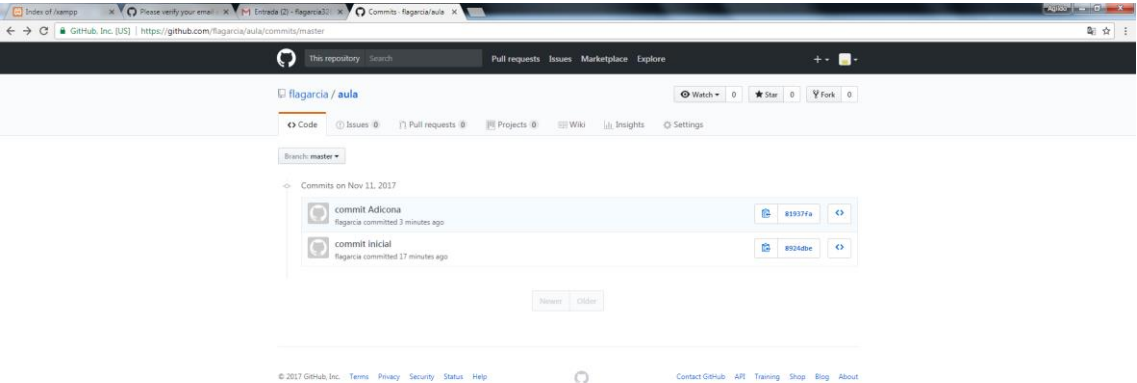 Index of /xampp
Please verify your email
Entrada (2) - flagarcia32
Commits · flagarcia/aula
GitHub, Inc. [US] | https://github.com/flagarcia/aula/commits/master
This repository Search Pull requests Issues Marketplace Explore
flagarcia / aula
Watch 0 Star 0 Fork 0
Code Issues 0 Pull requests 0 Projects 0 Wiki Insights Settings
Branch: master
Commits on Nov 11, 2017
commit Adicona
flagarcia committed 3 minutes ago
81937fa
commit inicial
flagarcia committed 17 minutes ago
8924dbe
Newer Older
© 2017 GitHub, Inc. Terms Privacy Security Status Help Contact GitHub API Training Shop Blog About